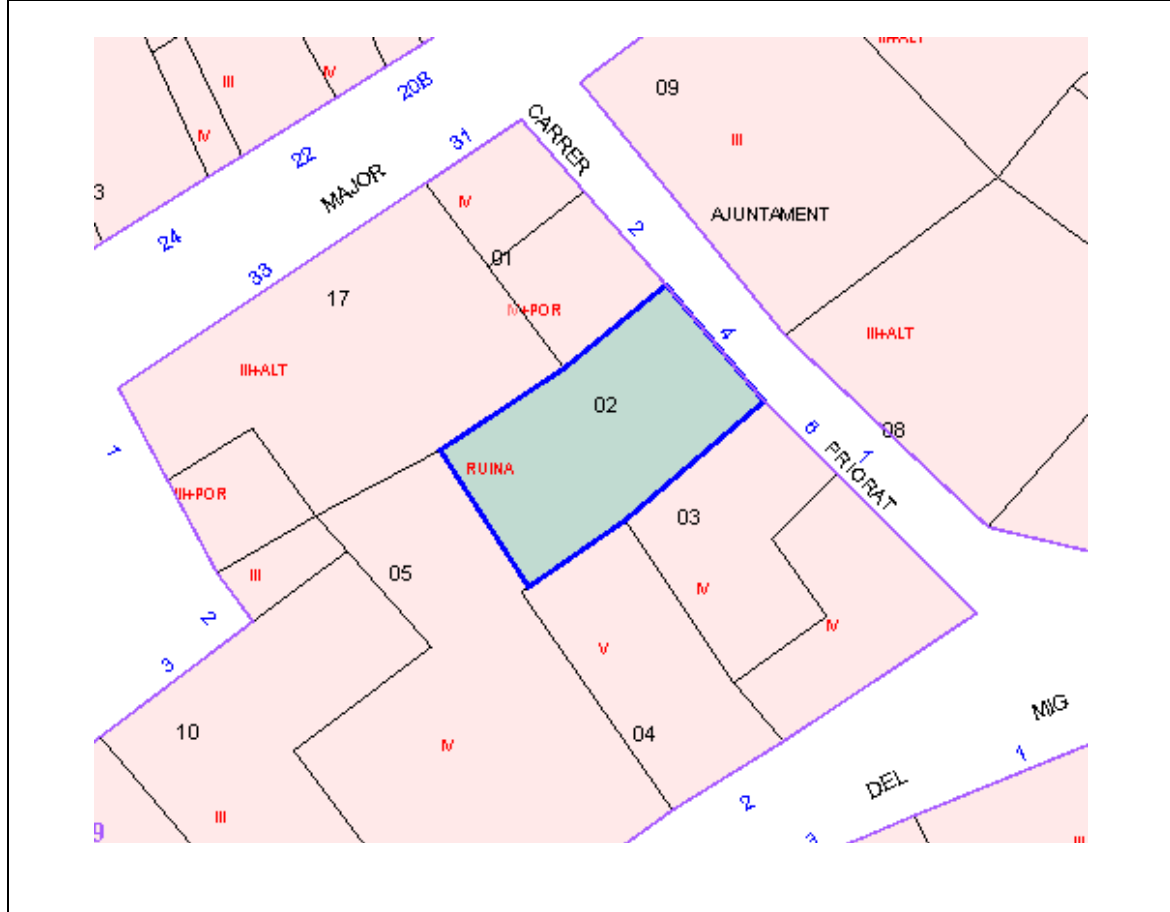 III+ALT
09
IV
20B
III
IV
22
31
CARRER
III
MAJOR
3
IV
AJUNTAMENT
2
24
01
33
17
IV+POR
4
III+ALT
III+ALT
02
6
08
1
1
PRIORAT
RUINA
III+POR
03
05
III
IV
2
IV
3
V
MIG
10
04
IV
1
DEL
2
III
9
3
III